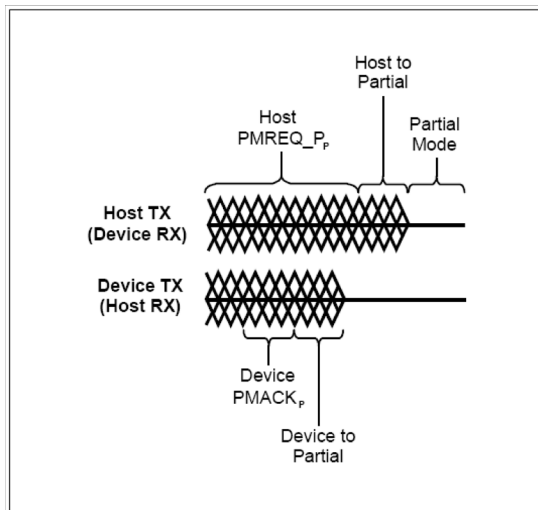 Host to
Partial
Host
PMREQ_PP
Partial
Mode
Host TX
(Device RX)
Device TX
(Host RX)
Device
PMACKP
Device to
Partial